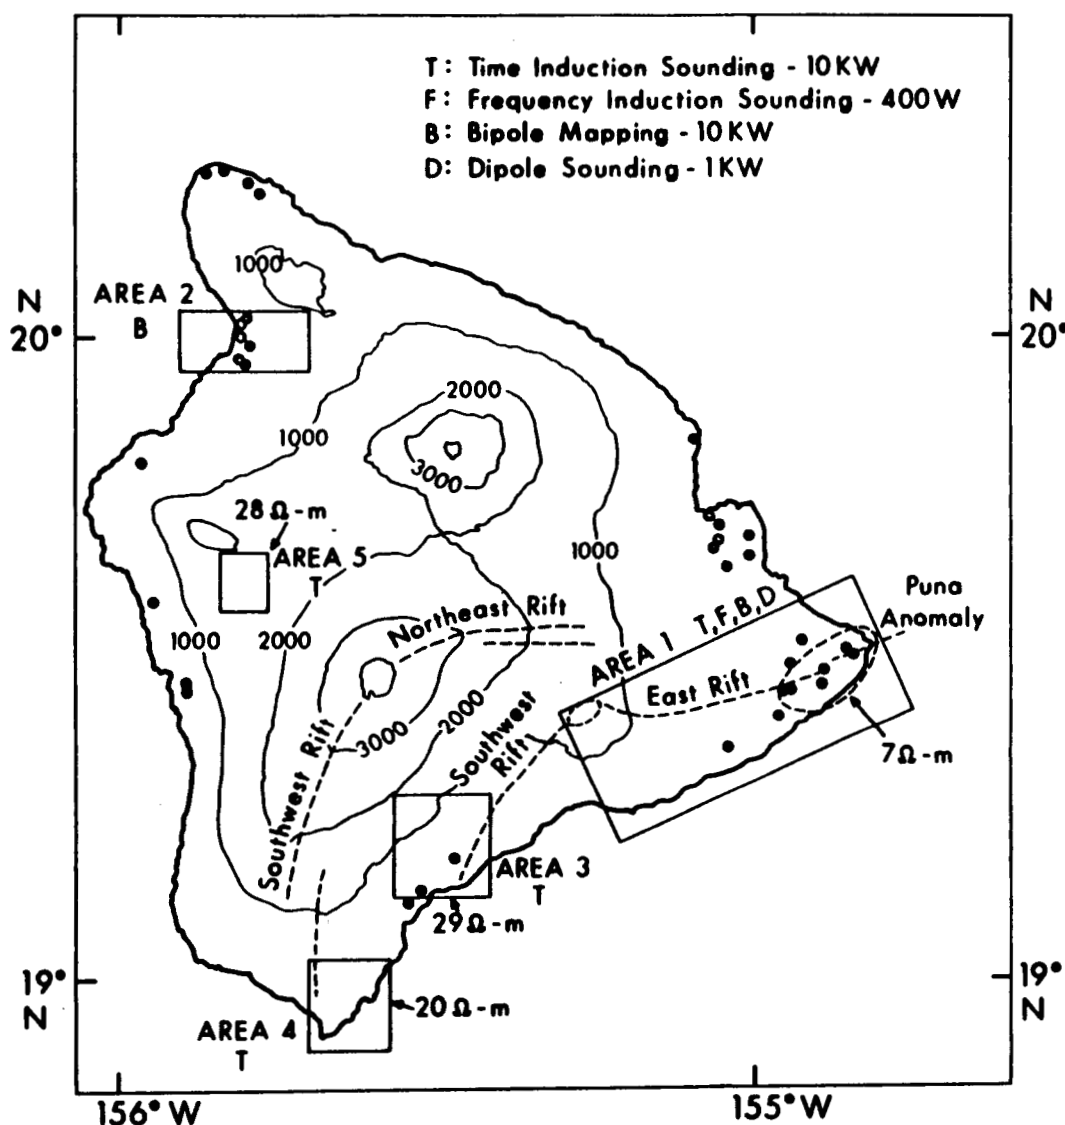 T: Time Induction Sounding - 10KW
F: Frequency Induction Sounding - 400W
B: Bipole Mapping - 10KW
D: Dipole Sounding - 1KW
1000
AREA 2
B
N
20°
N
20°
2000
1000
3000
28Ω-m
AREA 5
T
1000
Puna
Anomaly
Northeast Rift
AREA 1 T,F,B,D
1000
2000
East Rift
2000
3000
Southwest
Rift
Southwest Rift
7Ω-m
AREA 3
T
29Ω-m
19°
N
19°
N
20Ω-m
AREA 4
T
156°W
155°W